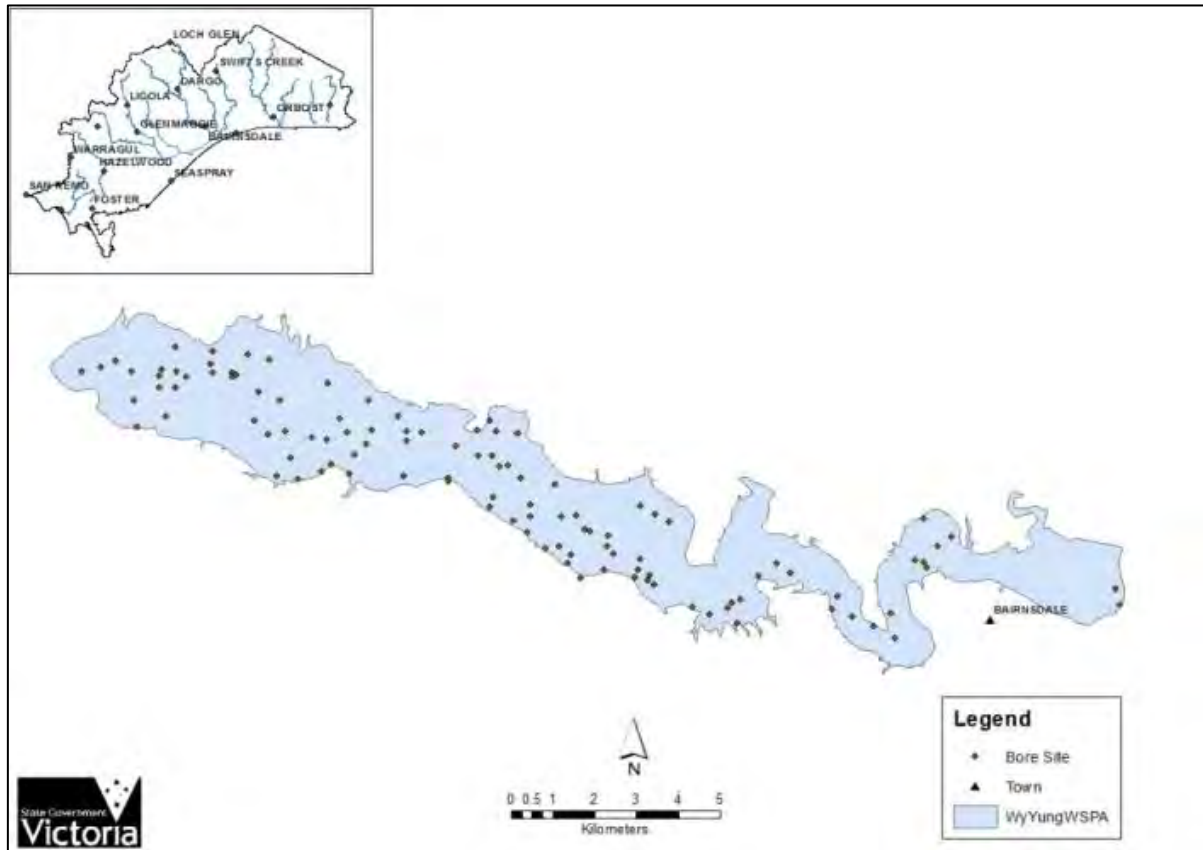 LOCH GLEN
SWIFTS CREEK
DARGO
LICOLA
ORBOST
GLENMAGGIE
BAIRNSDALE
WARRAGUL
HAZELWOOD
SEASPRAY
SAN REMO
FOSTER
BAIRNSDALE
Legend
Bore Site
Town
WyYungWSPA
N
0 0.5 1 2 3 4 5
Kilometers
State Government
Victoria